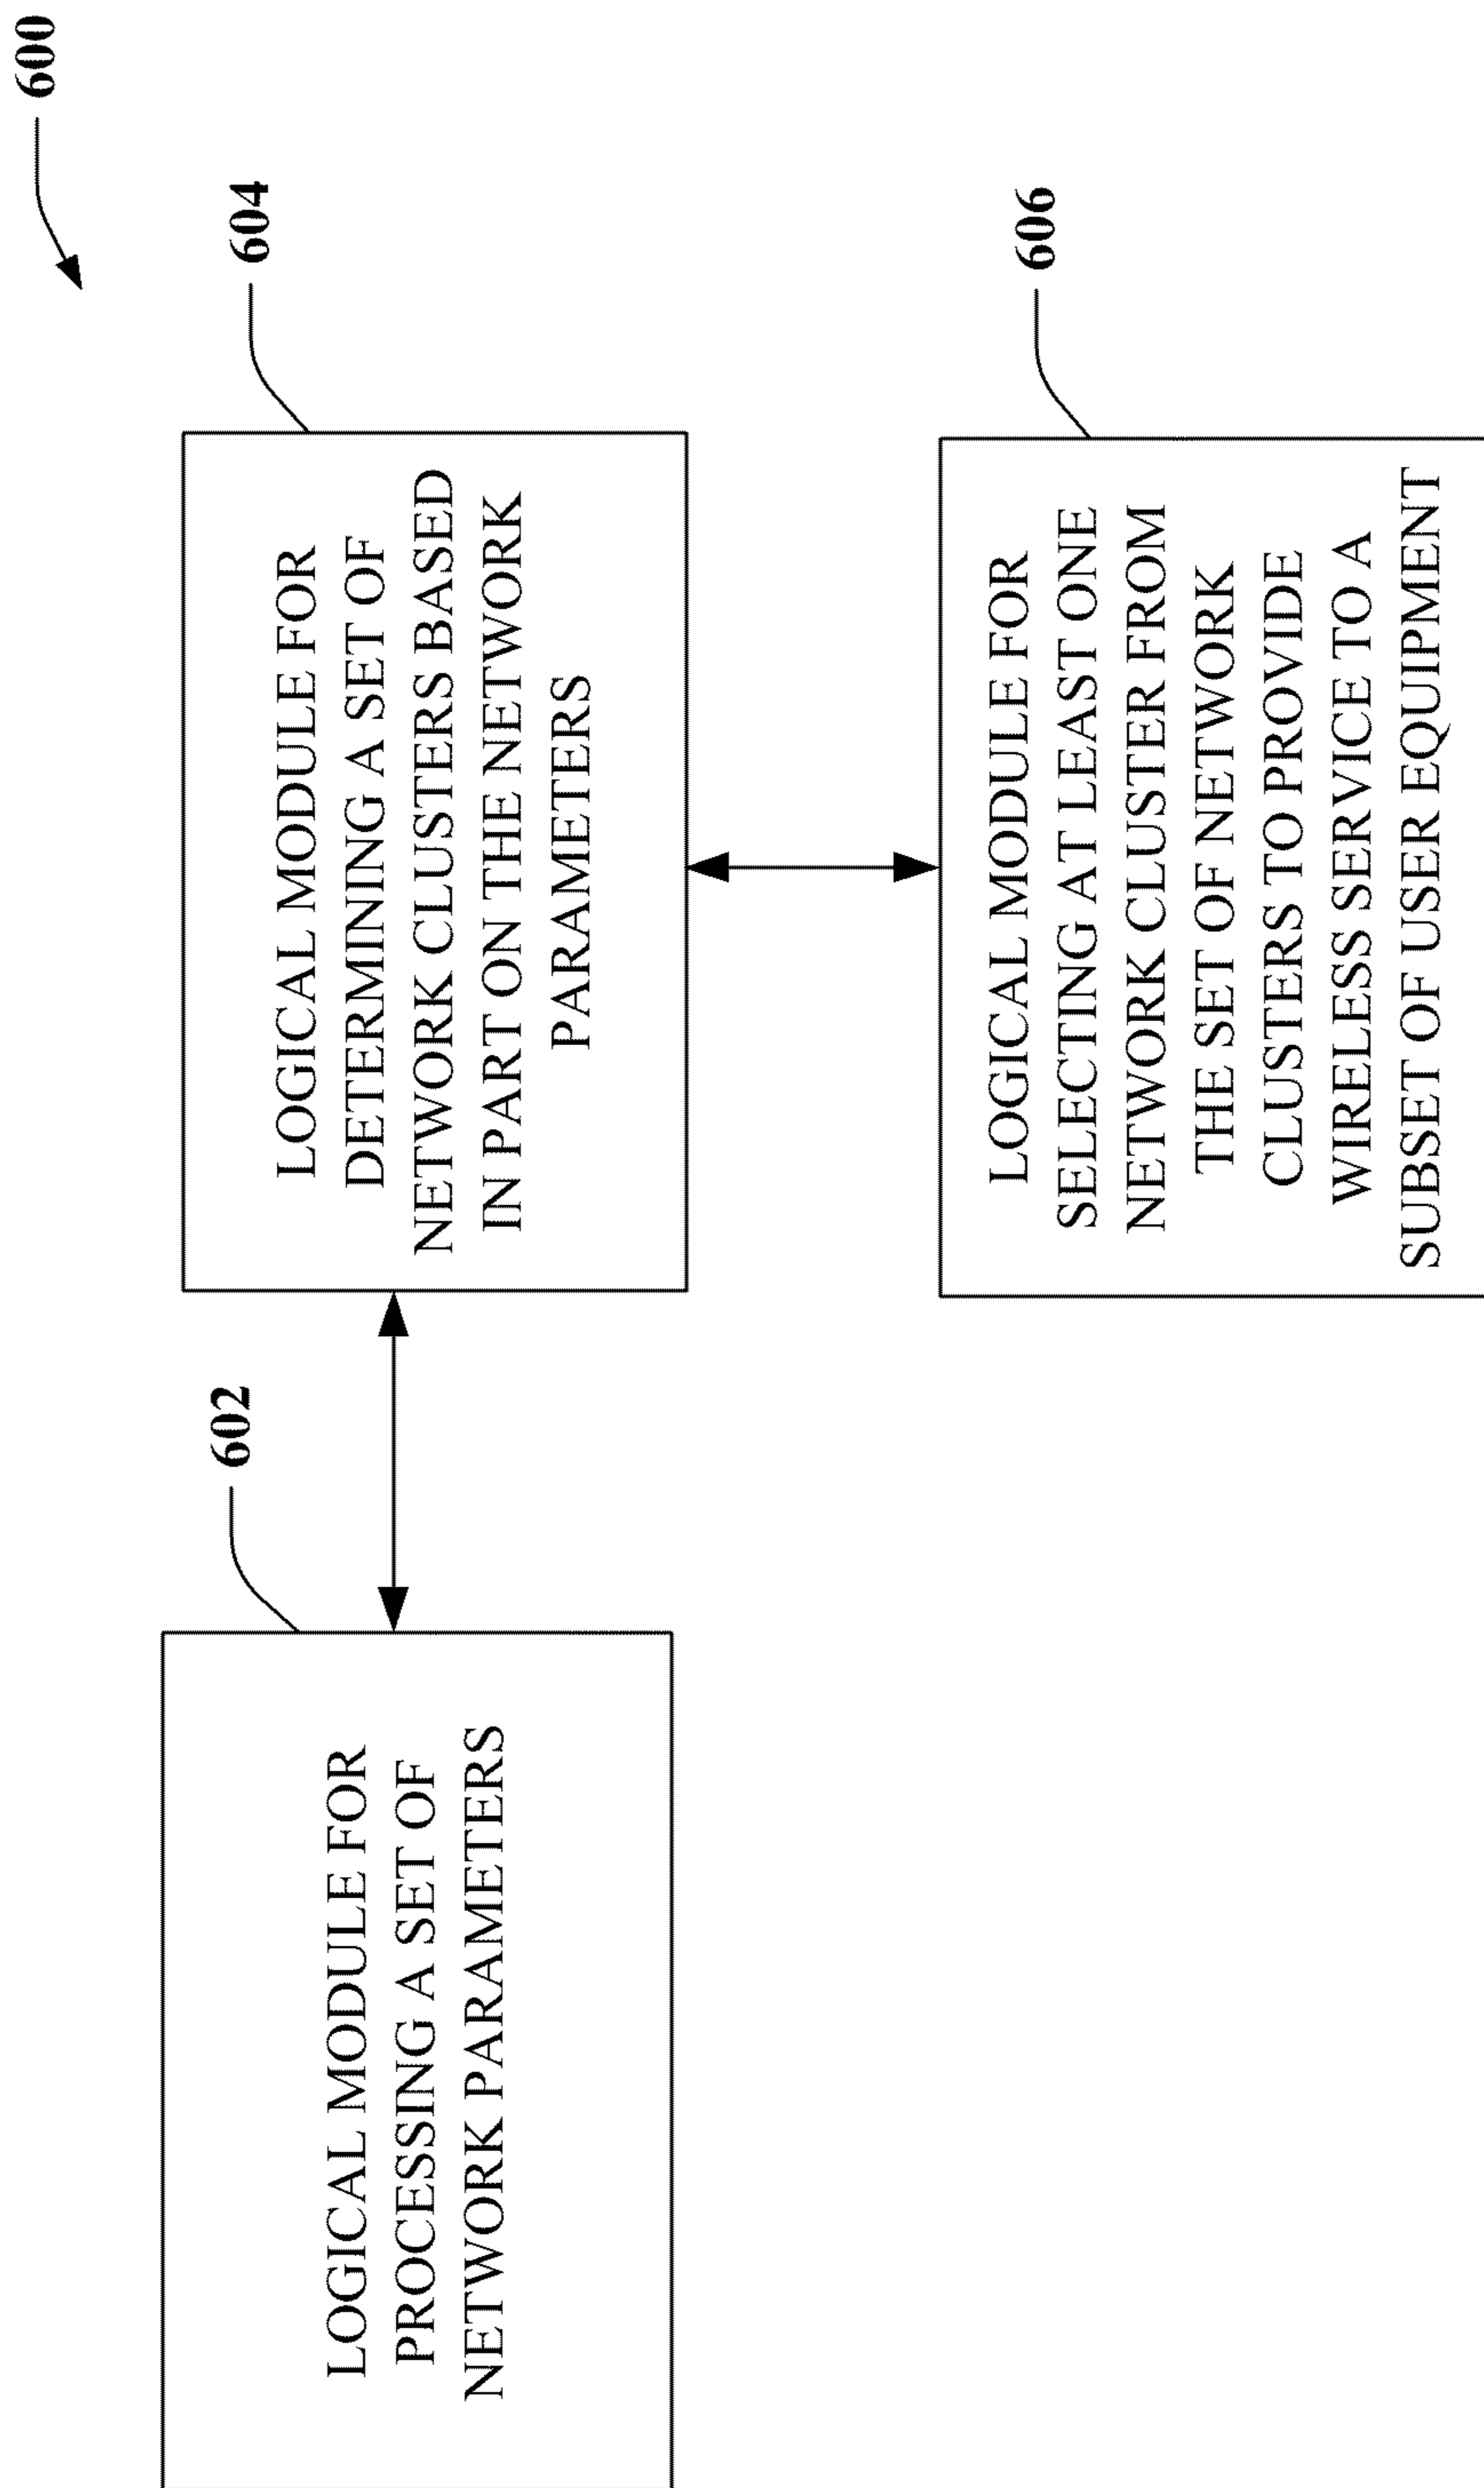 600
602
LOGICAL MODULE FOR
PROCESSING A SET OF
NETWORK PARAMETERS
604
LOGICAL MODULE FOR
DETERMINING A SET OF
NETWORK CLUSTERS BASED
IN PART ON THE NETWORK
PARAMETERS
606
LOGICAL MODULE FOR
SELECTING AT LEAST ONE
NETWORK CLUSTER FROM
THE SET OF NETWORK
CLUSTERS TO PROVIDE
WIRELESS SERVICE TO A
SUBSET OF USER EQUIPMENT